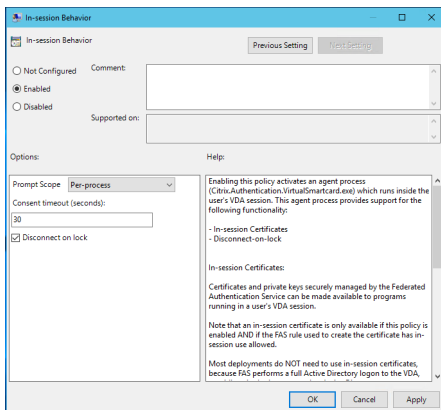 In-session Behavior
In-session Behavior
Previous Setting
Next Setting
Not Configured
Comment:
Enabled
Disabled
Supported on:
Options:
Help:
Prompt Scope Per-process
Consent timeout (seconds):
30
Disconnect on lock
Enabling this policy activates an agent process
(Citrix.Authentication.VirtualSmartcard.exe) which runs inside the
user's VDA session. This agent process provides support for the
following functionality:
- In-session Certificates
- Disconnect-on-lock
In-session Certificates:
Certificates and private keys securely managed by the Federated
Authentication Service can be made available to programs
running in a user's VDA session.
Note that an in-session certificate is only available if this policy is
enabled AND if the FAS rule used to create the certificate has in-
session use allowed.
Most deployments do NOT need to use in-session certificates,
because FAS performs a full Active Directory logon to the VDA,
OK
Cancel
Apply